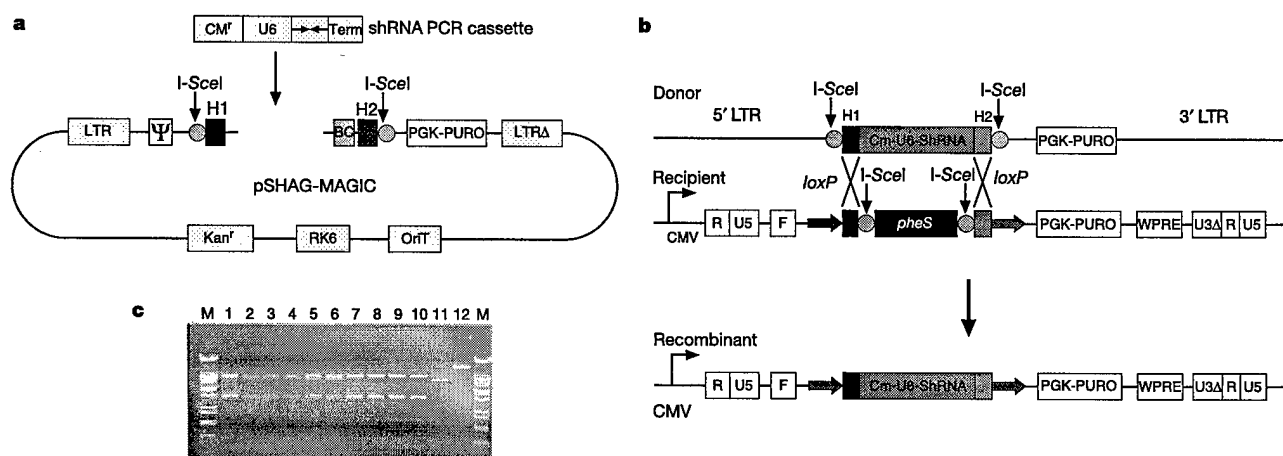 a
CMʳ U6 Term shRNA PCR cassette
I-SceI I-SceI
H1 H2
LTR Ψ BC PGK-PURO LTRΔ
pSHAG-MAGIC
Kanʳ RK6 OriT
b
I-SceI I-SceI
Donor
5′ LTR H1 H2 3′ LTR
Cm-U6-ShRNA PGK-PURO
I-SceI I-SceI
Recipient loxP loxP
R U5 F pheS PGK-PURO WPRE U3Δ R U5
CMV
Recombinant
R U5 F Cm-U6-ShRNA PGK-PURO WPRE U3Δ R U5
CMV
c
M 1 2 3 4 5 6 7 8 9 10 11 12 M